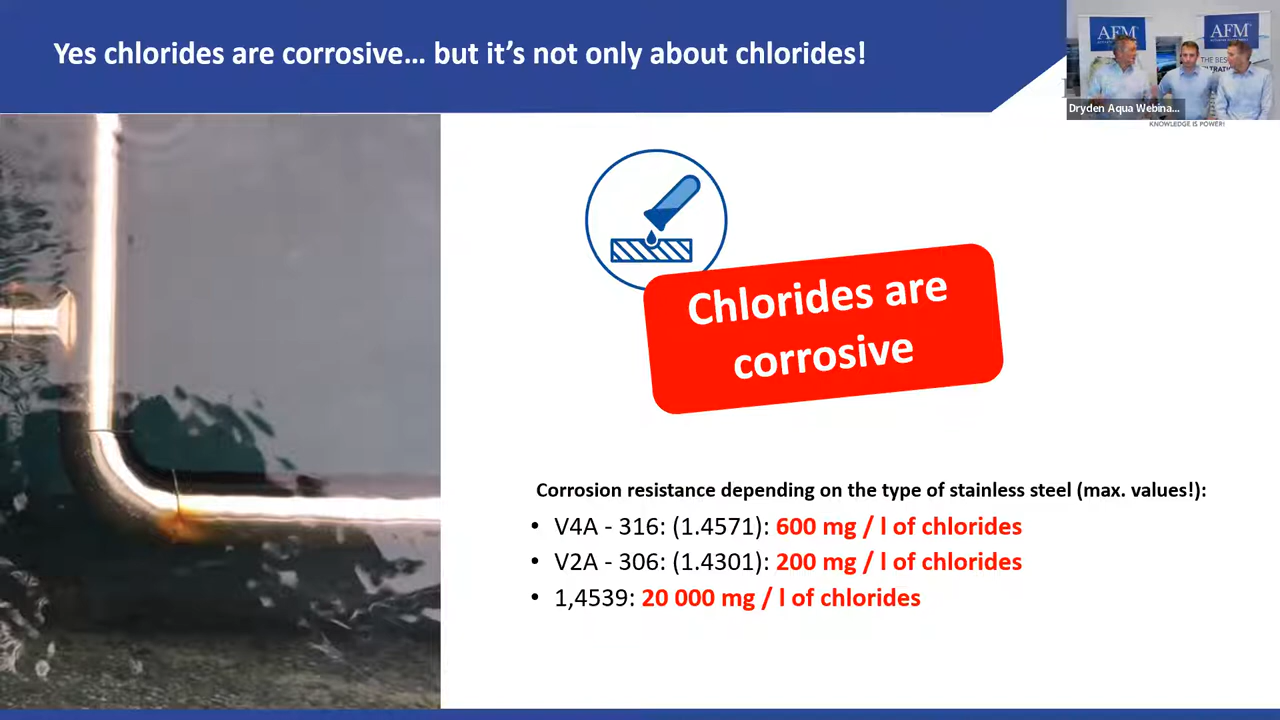 Yes chlorides are corrosive… but it’s not only about chlorides!
AFM
AFM
THE BES
Dryden Aqua Webina...
KNOWLEDGE IS POWER!
Chlorides are
corrosive
Corrosion resistance depending on the type of stainless steel (max. values!):
• V4A - 316: (1.4571): 600 mg / l of chlorides
• V2A - 306: (1.4301): 200 mg / l of chlorides
• 1,4539: 20 000 mg / l of chlorides